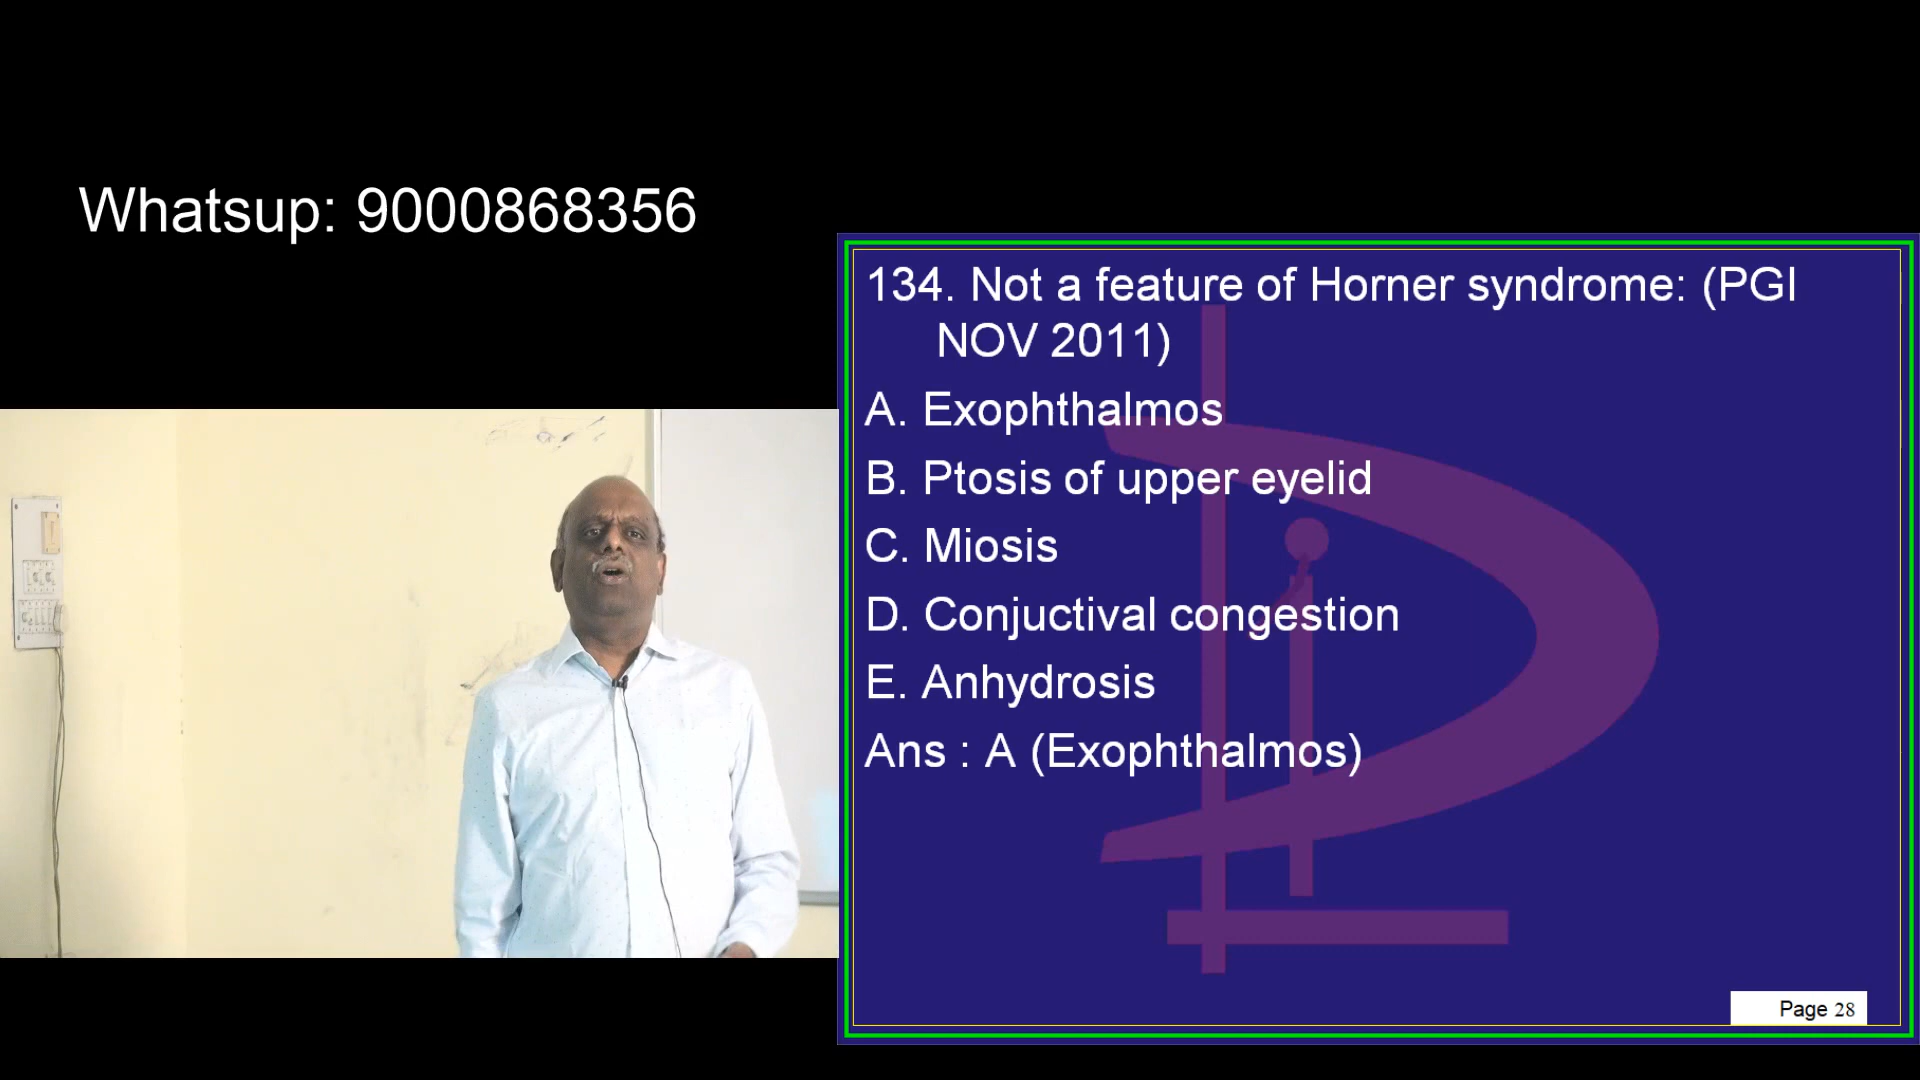 Whatsup: 9000868356
134. Not a feature of Horner syndrome: (PGI
NOV 2011)
A. Exophthalmos
B. Ptosis of upper eyelid
C. Miosis
D. Conjuctival congestion
E. Anhydrosis
Ans : A (Exophthalmos)
Page 28